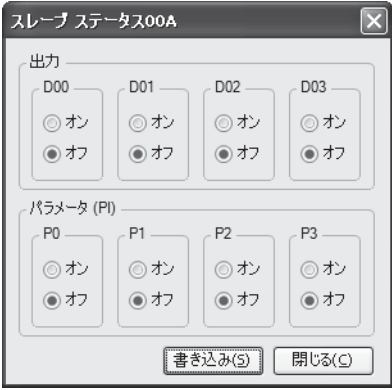 スレーブ ステータス00A
出力
D00 D01 D02 D03
オン オン オン オン
オフ オフ オフ オフ
パラメータ (PI)
P0 P1 P2 P3
オン オン オン オン
オフ オフ オフ オフ
書き込み(S) 閉じる(C)